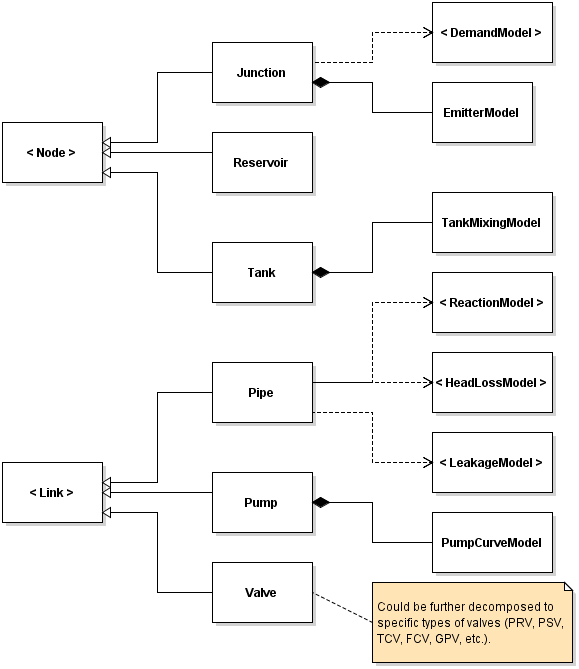 < DemandModel >
Junction
EmitterModel
< Node >
Reservoir
TankMixingModel
Tank
< ReactionModel >
Pipe
< HeadLossModel >
< LeakageModel >
< Link >
Pump
PumpCurveModel
Valve
Could be further decomposed to
specific types of valves (PRV, PSV,
TCV, FCV, GPV, etc.).